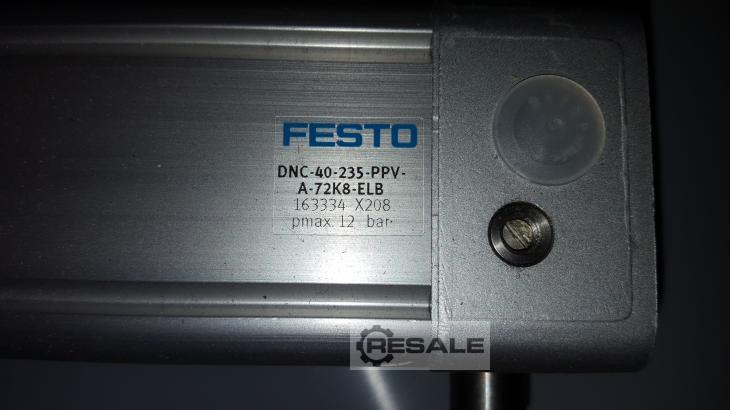 FESTO
DNC-40-235-PPV-
A-72K8-ELB
163334 X208
pmax. 12 bar
RESALE